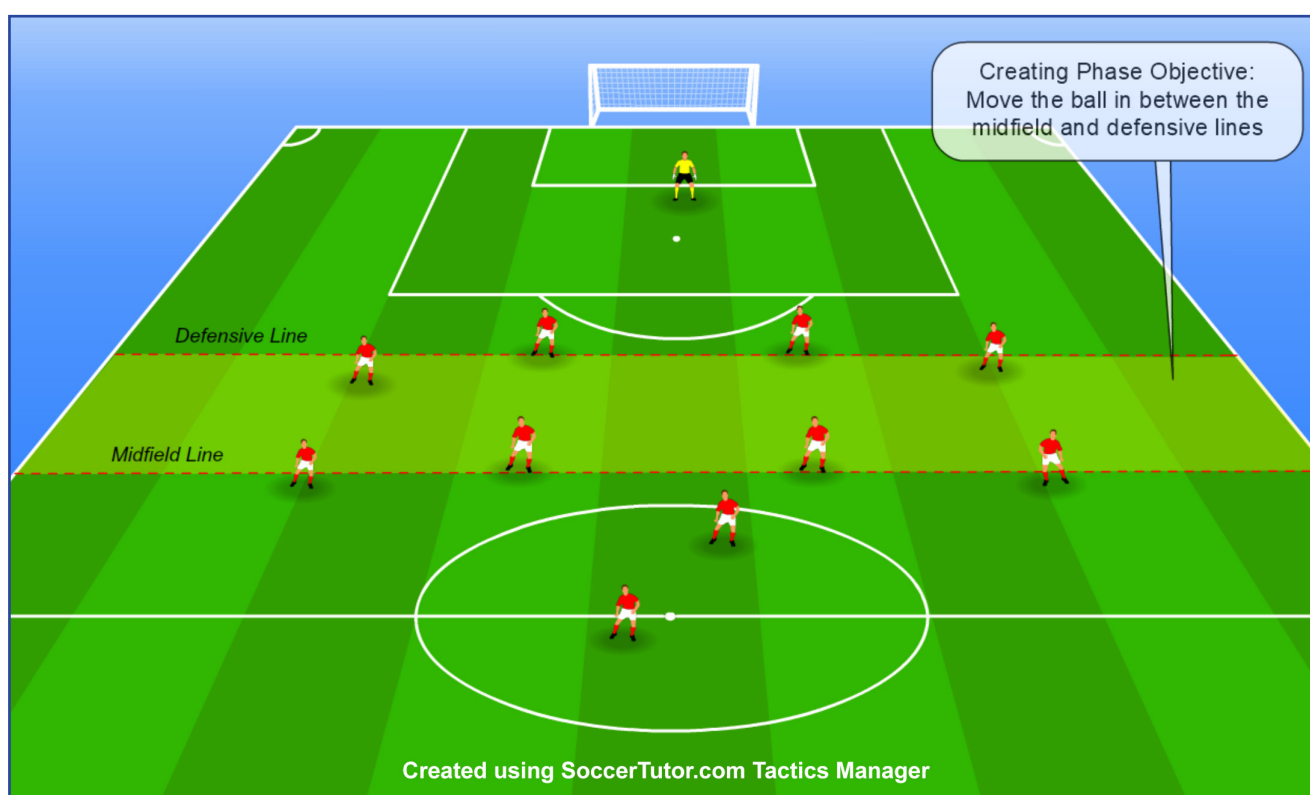 Creating Phase Objective:
Move the ball in between the
midfield and defensive lines
Defensive Line
Midfield Line
Created using SoccerTutor.com Tactics Manager